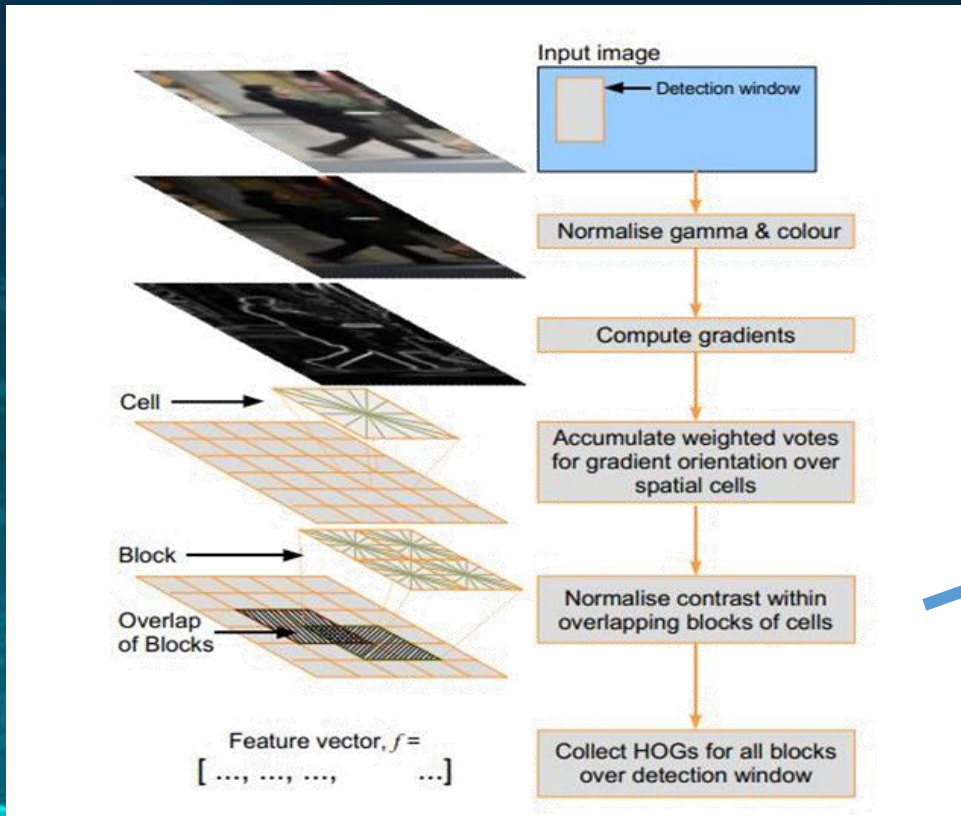 Input image
Detection window
Normalise gamma & colour
Compute gradients
Cell
Accumulate weighted votes
for gradient orientation over
spatial cells
Block
Normalise contrast within
overlapping blocks of cells
Overlap
of Blocks
Feature vector, f =
[ ..., ..., ..., ...]
Collect HOGs for all blocks
over detection window